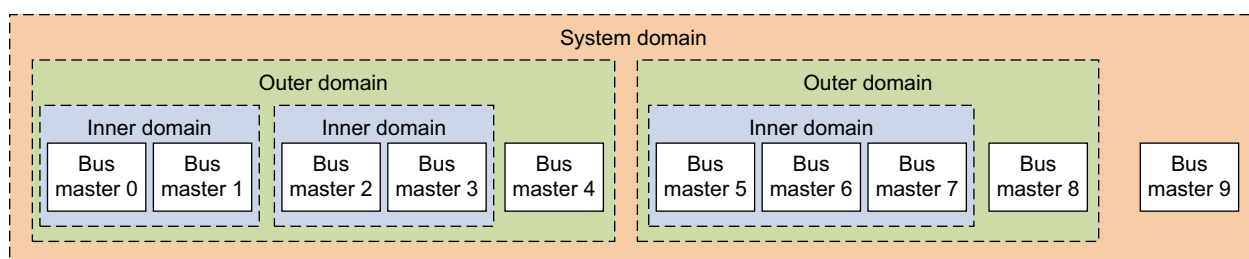 System domain
Outer domain
Outer domain
Inner domain
Inner domain
Inner domain
Bus
master 0
Bus
master 1
Bus
master 2
Bus
master 3
Bus
master 4
Bus
master 5
Bus
master 6
Bus
master 7
Bus
master 8
Bus
master 9